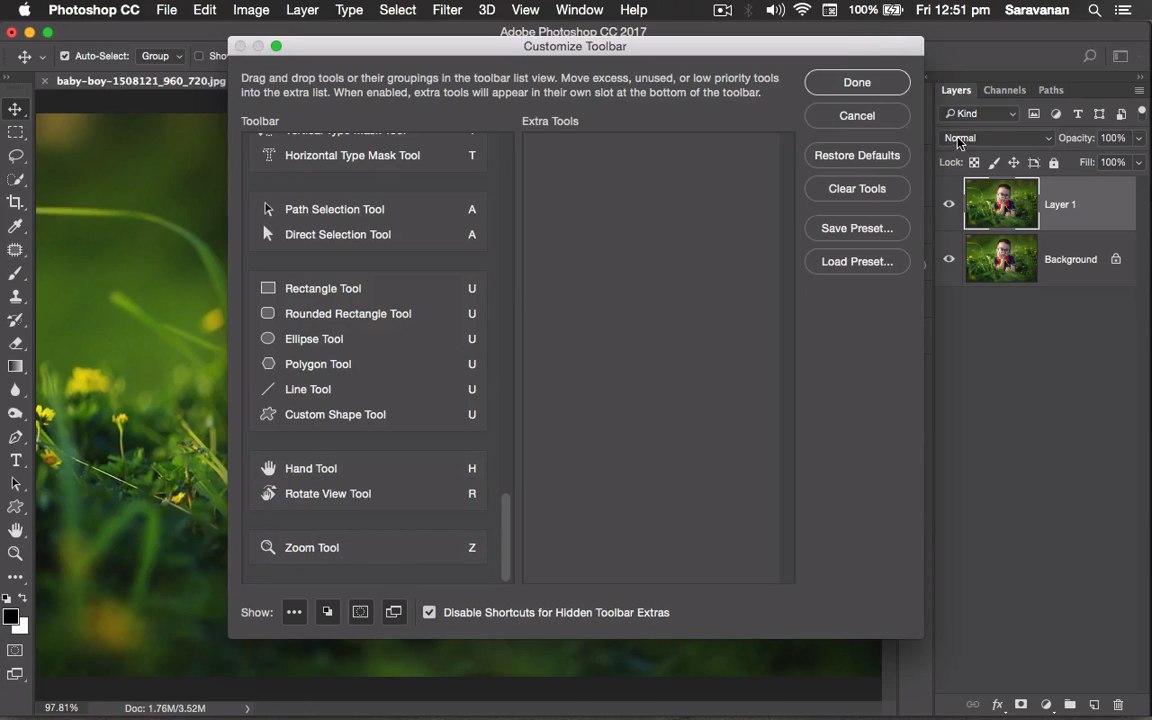 Photoshop CC File Edit Image Layer Type Select Filter 3D View Window Help 100% Fri 12:51 pm Saravanan
Adobe Photoshop CC 2017
Auto-Select: Group Sho
Customize Toolbar
baby-boy-1508121_960_720.jpg
Drag and drop tools or their groupings in the toolbar list view. Move excess, unused, or low priority tools
into the extra list. When enabled, extra tools will appear in their own slot at the bottom of the toolbar.
Toolbar
Extra Tools
Vertical Type Mask Tool T
Horizontal Type Mask Tool T
Path Selection Tool A
Direct Selection Tool A
Rectangle Tool U
Rounded Rectangle Tool U
Ellipse Tool U
Polygon Tool U
Line Tool U
Custom Shape Tool U
Hand Tool H
Rotate View Tool R
Zoom Tool Z
Show: Disable Shortcuts for Hidden Toolbar Extras
Done
Cancel
Restore Defaults
Clear Tools
Save Preset...
Load Preset...
Layers Channels Paths
Kind
Normal Opacity: 100%
Lock: Fill: 100%
Layer 1
Background
97.81% Doc: 1.76M/3.52M